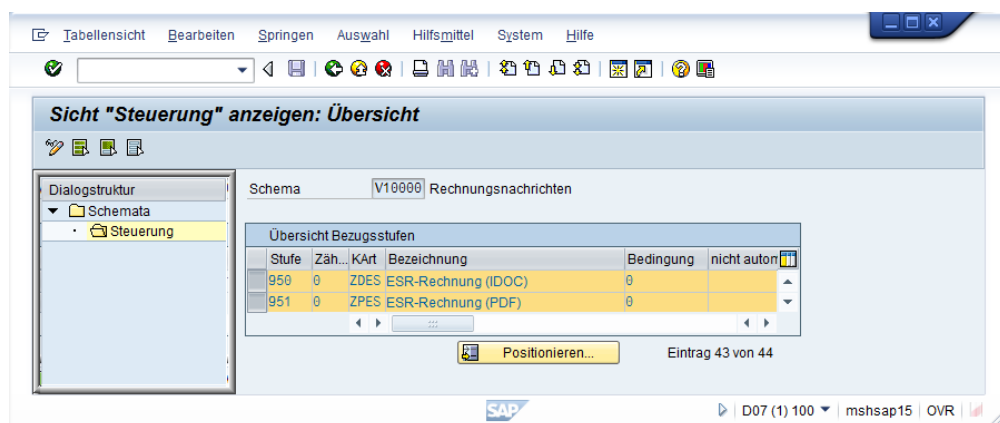 Tabellensicht Bearbeiten Springen Auswahl Hilfsmittel System Hilfe
Sicht "Steuerung" anzeigen: Übersicht
Dialogstruktur
Schemata
Steuerung
Schema V10000 Rechnungsnachrichten
Übersicht Bezugsstufen
Stufe Zäh... KArt Bezeichnung Bedingung nicht autom
950 0 ZDES ESR-Rechnung (IDOC) 0
951 0 ZPES ESR-Rechnung (PDF) 0
Positionieren... Eintrag 43 von 44
SAP D07 (1) 100 mshsap15 OVR